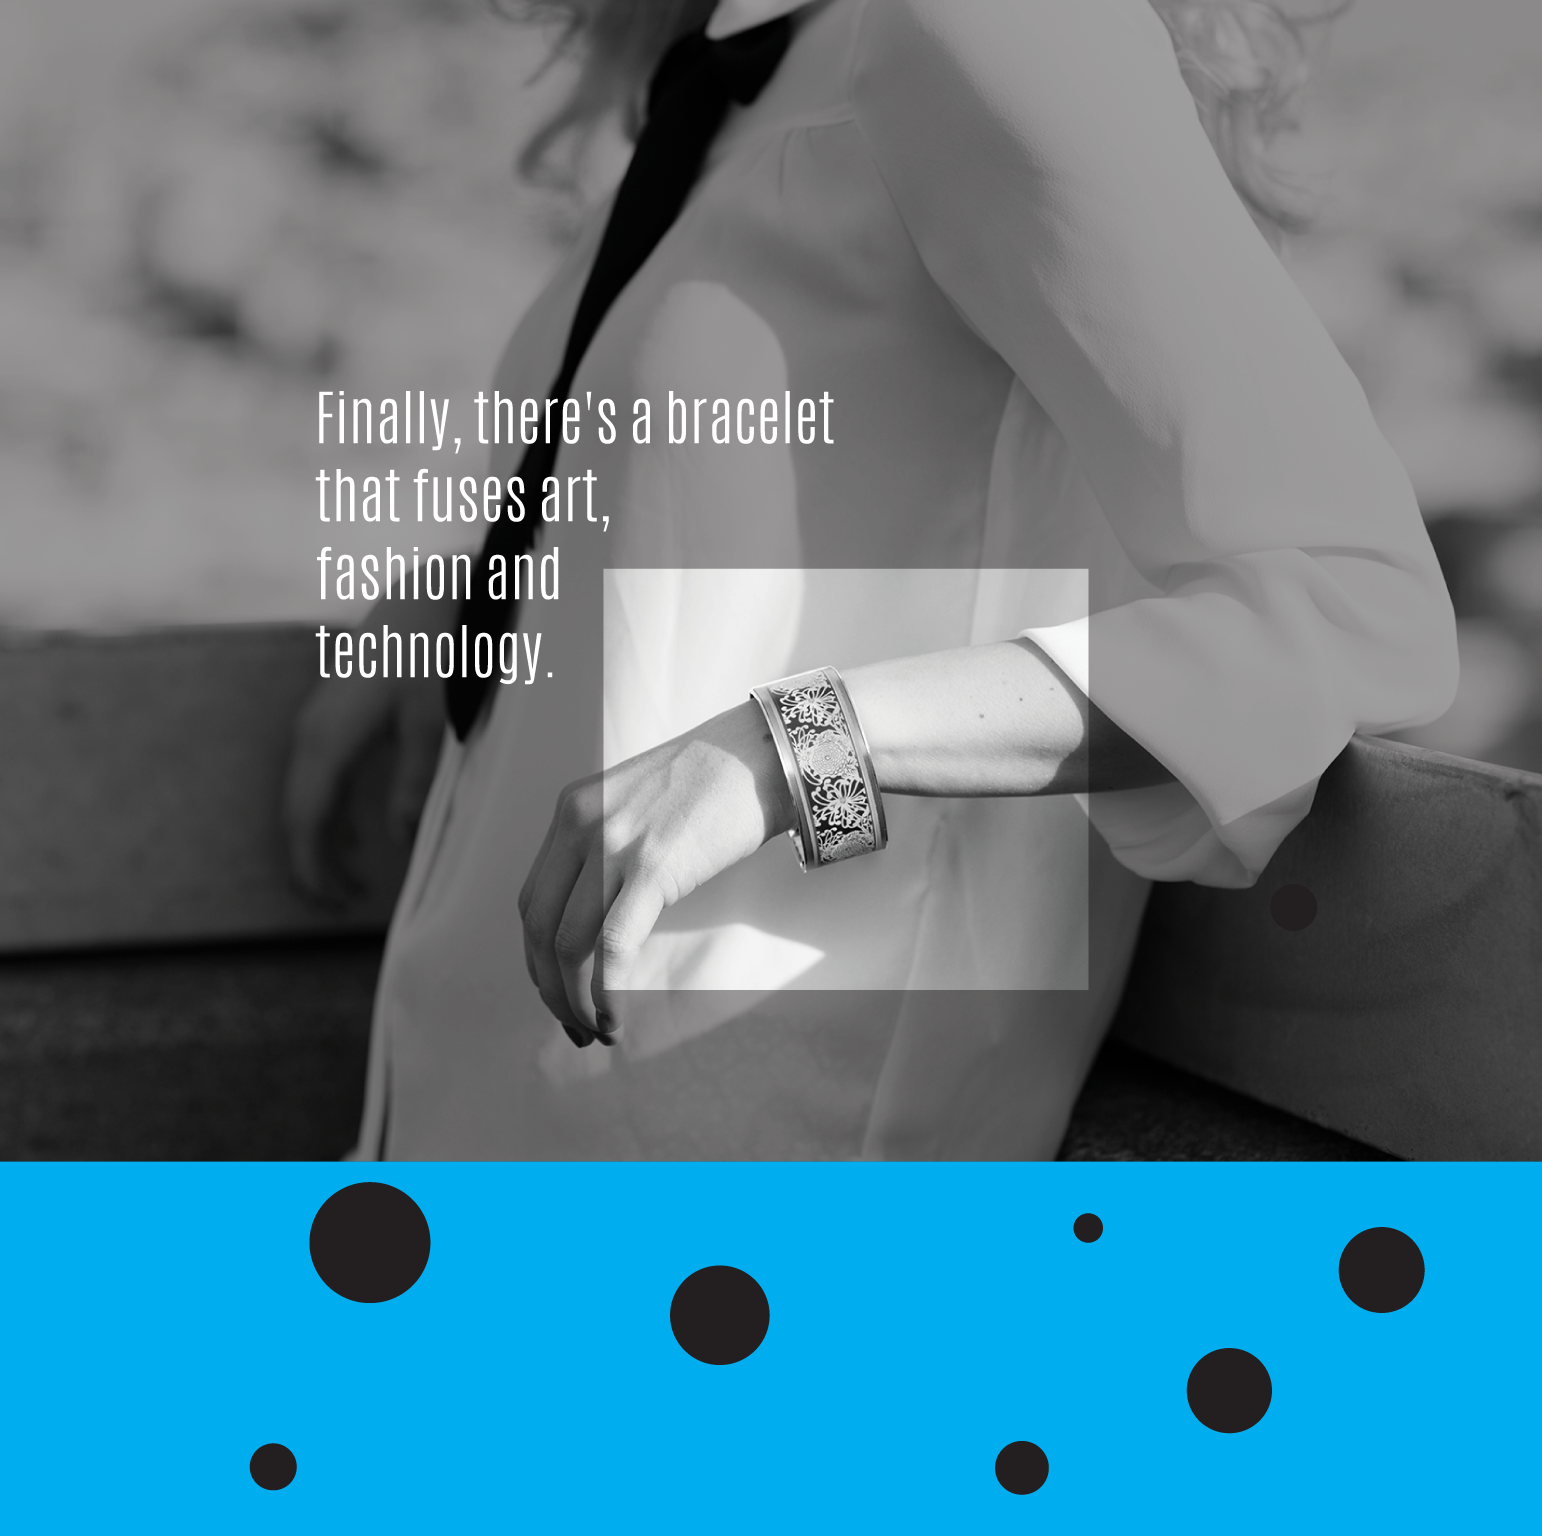 Finally, there's a bracelet
that fuses art,
fashion and
technology.